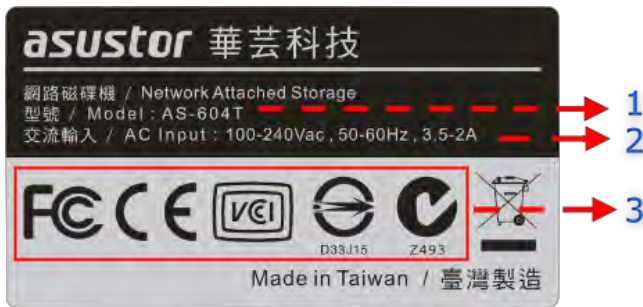 asustor 華芸科技
網路磁碟機 / Network Attached Storage
型號 / Model : AS-604T
1
交流輸入 / AC Input : 100-240Vac , 50-60Hz , 3.5-2A
2
FC CE VCI
D33J15 Z493
3
Made in Taiwan / 臺灣製造